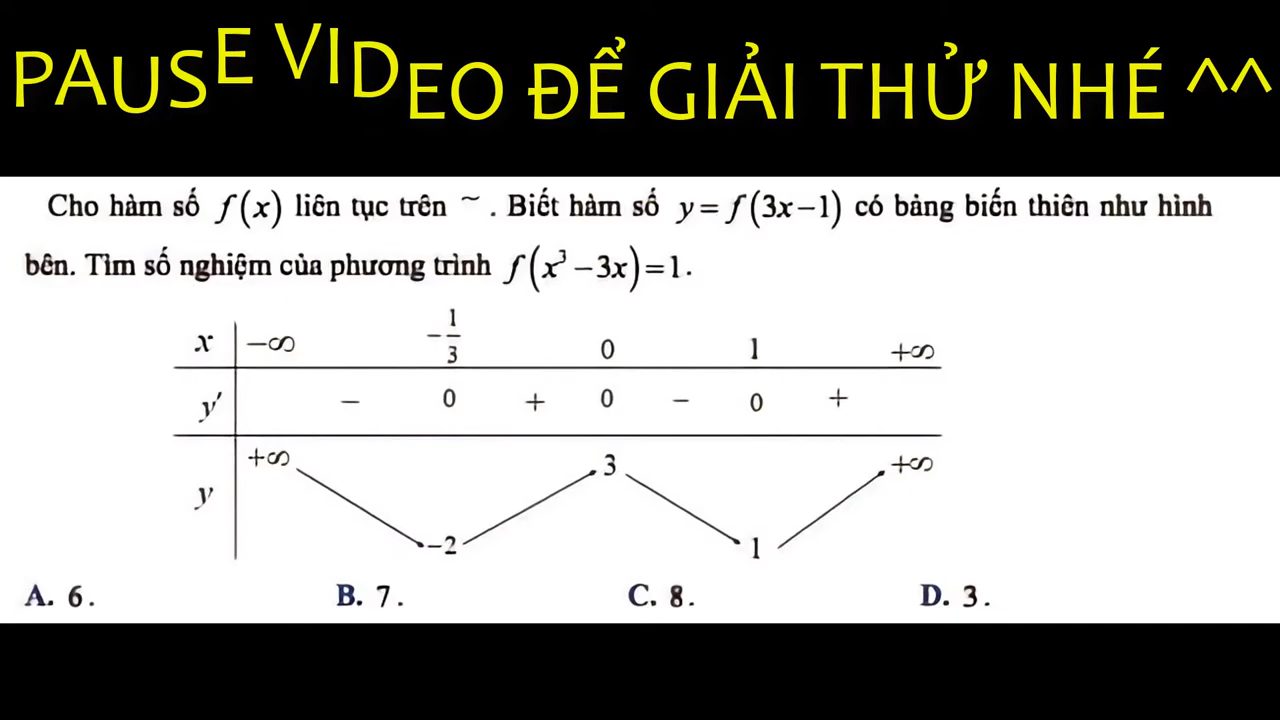 PAUSE VIDEO ĐỂ GIẢI THỬ NHÉ ^^
Cho hàm số f(x) liên tục trên ~ . Biết hàm số y=f(3x−1) có bảng biến thiên như hình
bên. Tìm số nghiệm của phương trình f(x³−3x)=1.
x −∞ −1/3 0 1 +∞
y′ − 0 + 0 − 0 +
+∞ 3 +∞
y
−2 1
A. 6. B. 7. C. 8. D. 3.